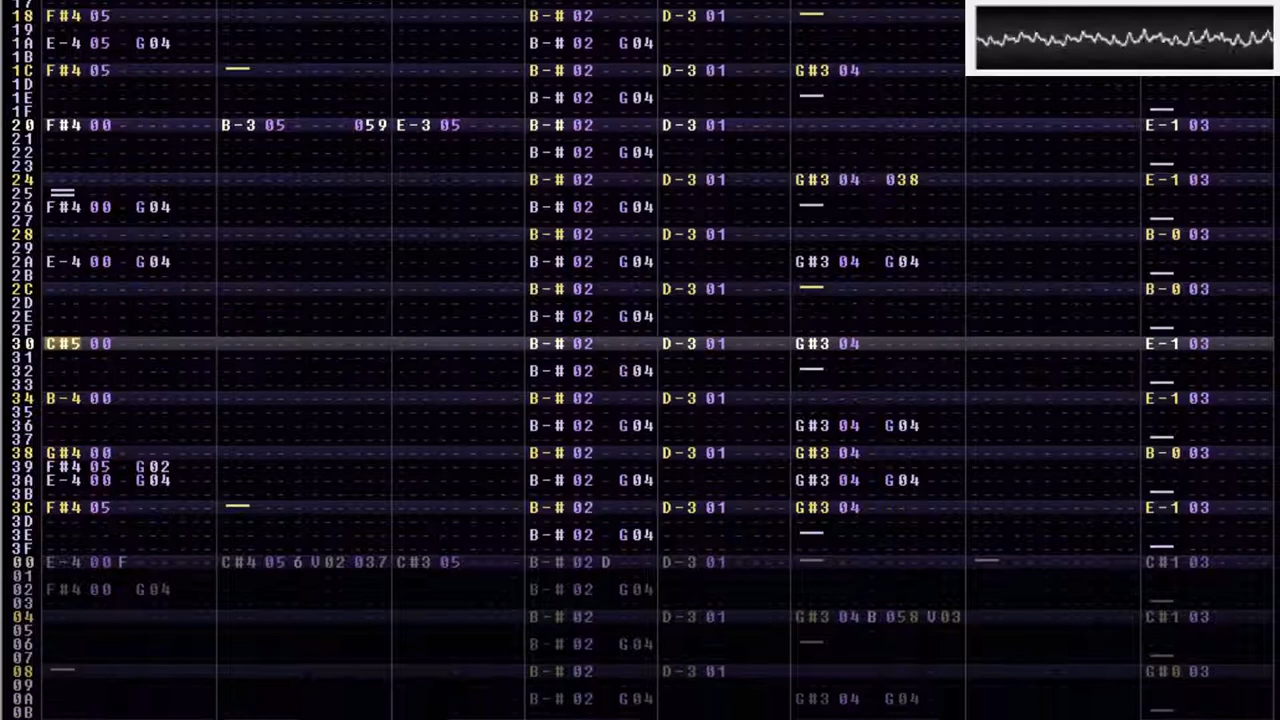 17
18 F#4 05 B-# 02 D-3 01
19
1A E-4 05 G04 B-# 02 G04
1B
1C F#4 05 B-# 02 D-3 01 G#3 04
1D
1E B-# 02 G04
1F
20 F#4 00 B-3 05 059 E-3 05 B-# 02 D-3 01 E-1 03
21
22 B-# 02 G04
23
24 B-# 02 D-3 01 G#3 04 038 E-1 03
25
26 F#4 00 G04 B-# 02 G04
27
28 B-# 02 D-3 01 B-0 03
29
2A E-4 00 G04 B-# 02 G04 G#3 04 G04
2B
2C B-# 02 D-3 01 B-0 03
2D
2E B-# 02 G04
2F
30 C#5 00 B-# 02 D-3 01 G#3 04 E-1 03
31
32 B-# 02 G04
33
34 B-4 00 B-# 02 D-3 01 E-1 03
35
36 B-# 02 G04 G#3 04 G04
37
38 G#4 00 B-# 02 D-3 01 G#3 04 B-0 03
39 F#4 05 G02
3A E-4 00 G04 B-# 02 G04 G#3 04 G04
3B
3C F#4 05 B-# 02 D-3 01 G#3 04 E-1 03
3D
3E B-# 02 G04
3F
00 E-4 00 F C#4 05 6 V02 037 C#3 05 B-# 02 D D-3 01 C#1 03
01
02 F#4 00 G04 B-# 02 G04
03
04 B-# 02 D-3 01 G#3 04 B 058 V03 C#1 03
05
06 B-# 02 G04
07
08 B-# 02 D-3 01 G#0 03
09
0A B-# 02 G04 G#3 04 G04
0B